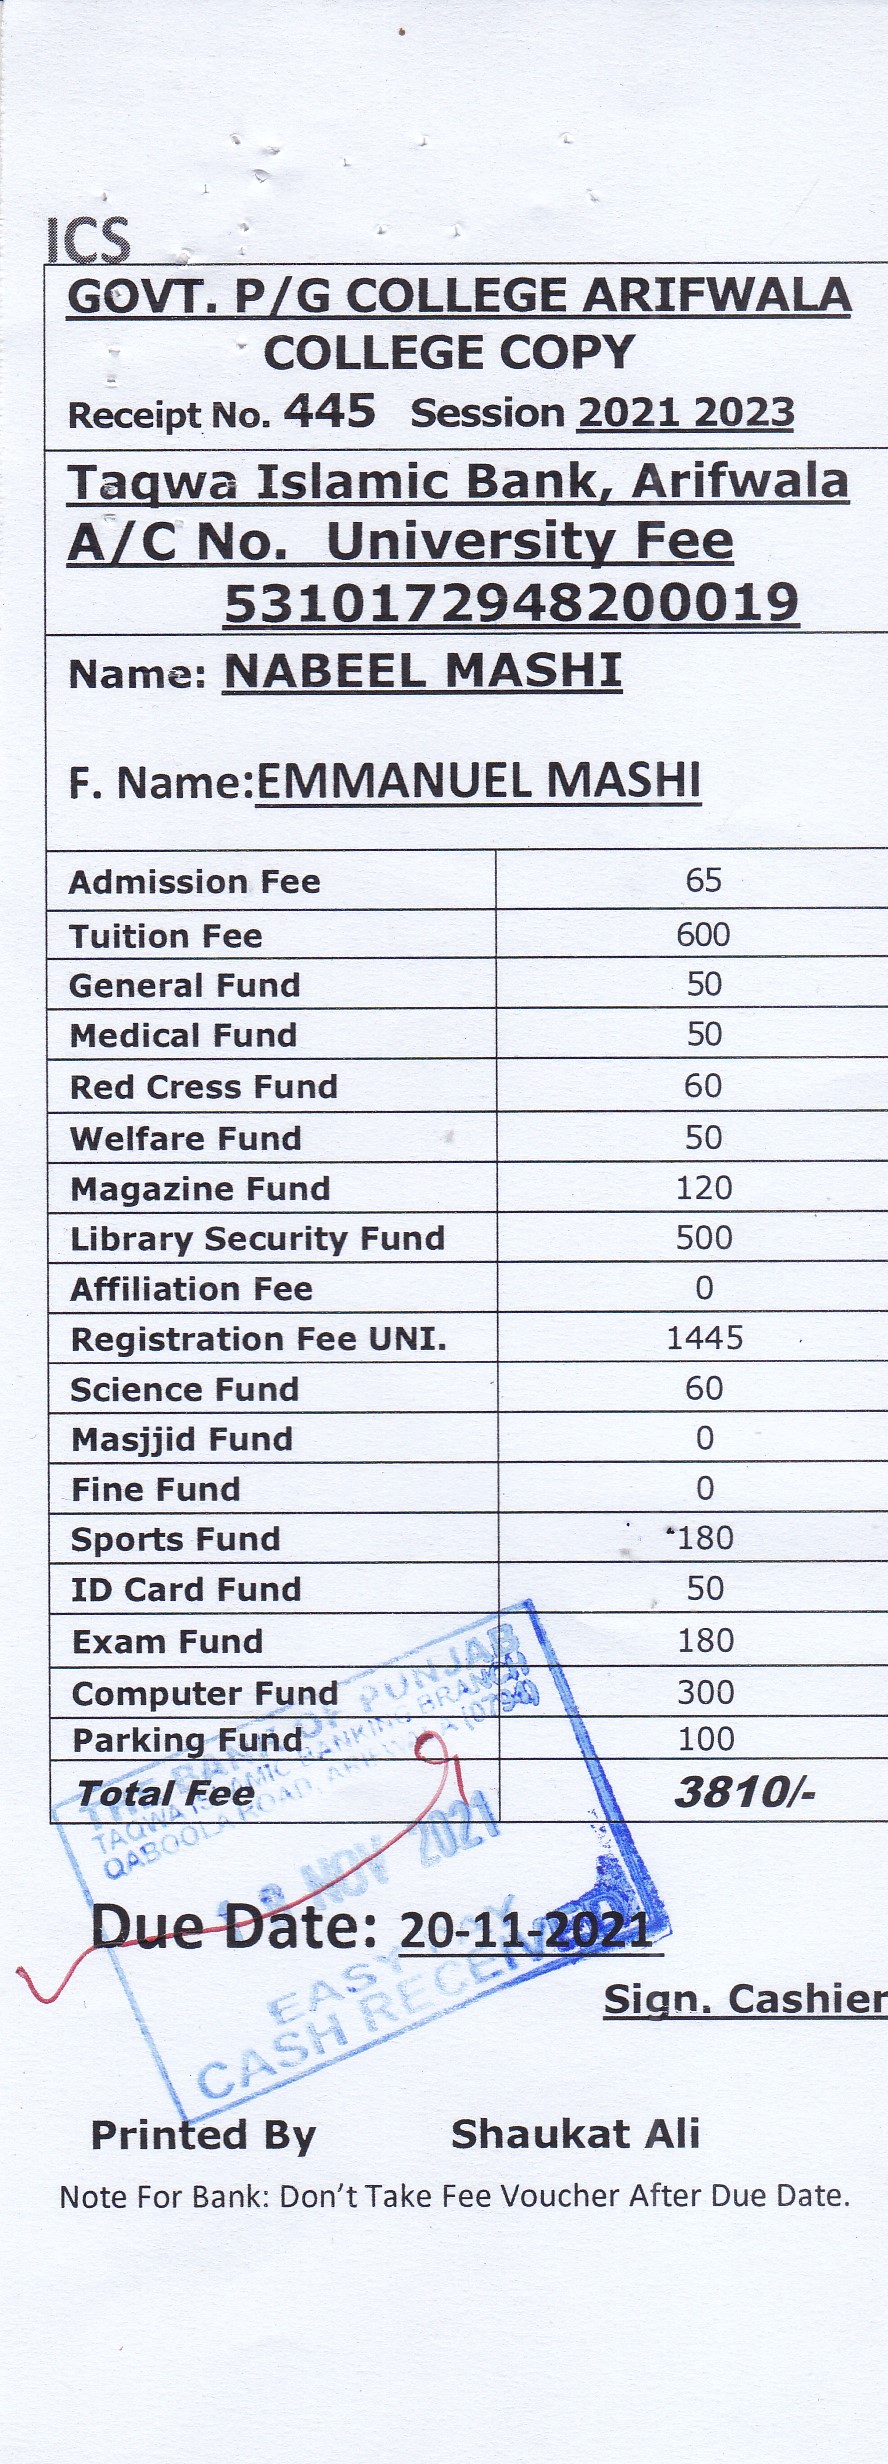 ICS
GOVT. P/G COLLEGE ARIFWALA
COLLEGE COPY
Receipt No. 445 Session 2021 2023
Taqwa Islamic Bank, Arifwala
A/C No. University Fee
5310172948200019
Name: NABEEL MASHI
F. Name:EMMANUEL MASHI
Admission Fee 65
Tuition Fee 600
General Fund 50
Medical Fund 50
Red Cress Fund 60
Welfare Fund 50
Magazine Fund 120
Library Security Fund 500
Affiliation Fee 0
Registration Fee UNI. 1445
Science Fund 60
Masjjid Fund 0
Fine Fund 0
Sports Fund 180
ID Card Fund 50
Exam Fund 180
Computer Fund 300
Parking Fund 100
Total Fee 3810/-
THE BANK OF PUNJAB
TAQWA ISLAMIC BANKING BRANCH
QABOOLA ROAD, ARIFWALA
NOV 2021
Due Date: 20-11-2021
EASY PAY
CASH RECEIVED
Sign. Cashier
Printed By Shaukat Ali
Note For Bank: Don't Take Fee Voucher After Due Date.